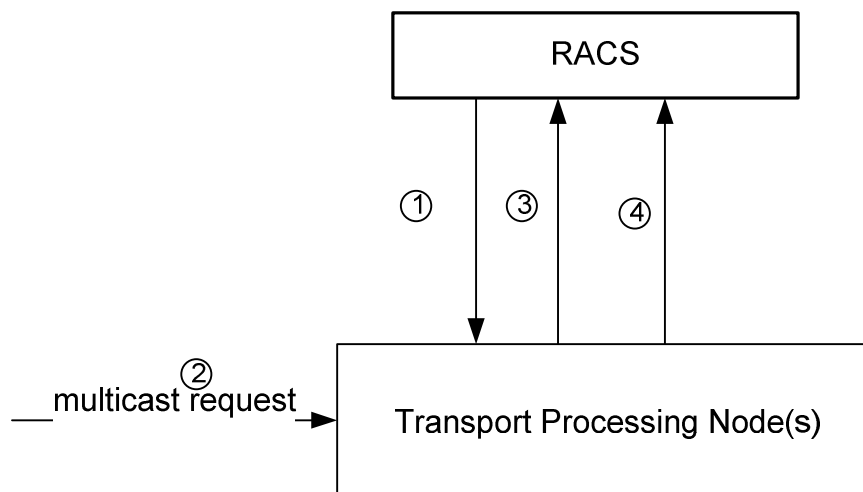 RACS
① ③ ④
②
multicast request
Transport Processing Node(s)